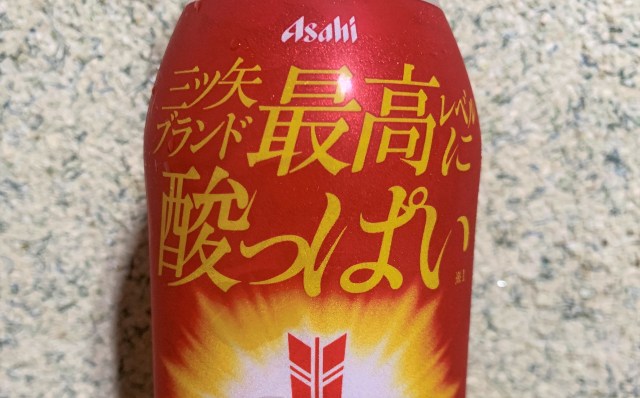 Asahi
三ツ矢
ブランド最高レベルに
酸っぱい